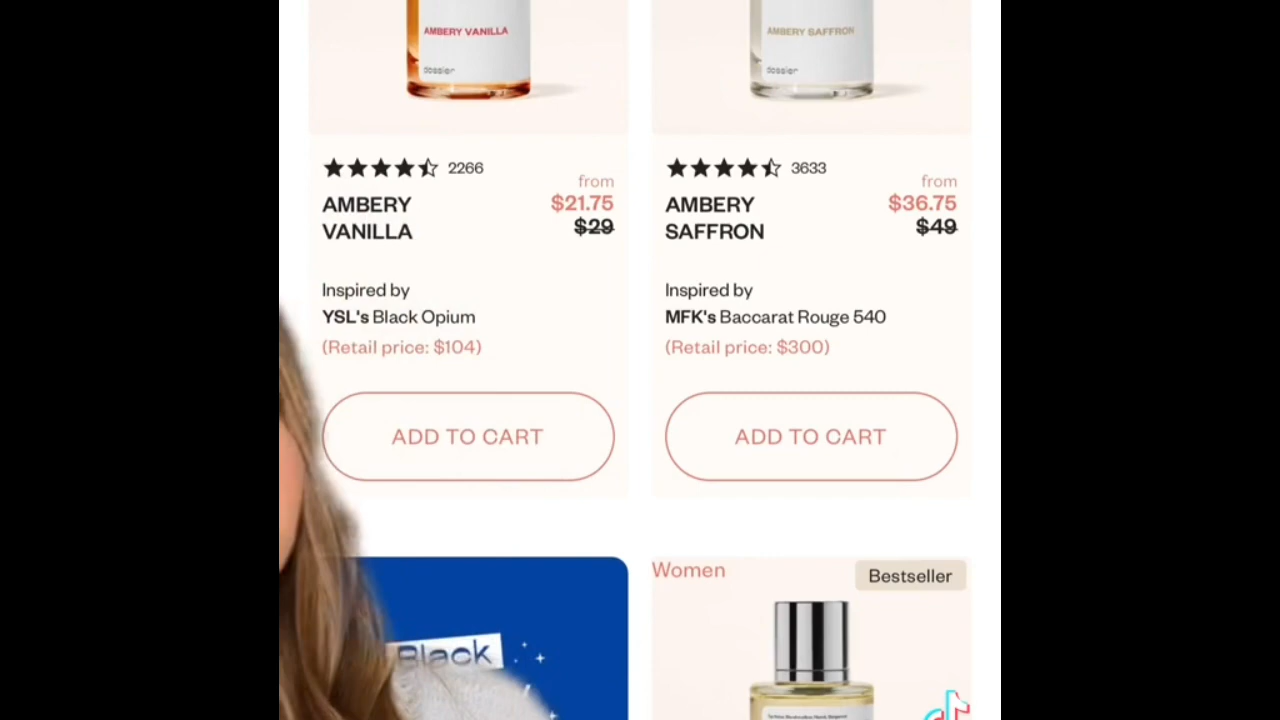 AMBERY VANILLA
dossier
AMBERY SAFFRON
dossier
2266
from
AMBERY
VANILLA
$21.75
$29
Inspired by
YSL's Black Opium
(Retail price: $104)
ADD TO CART
3633
from
AMBERY
SAFFRON
$36.75
$49
Inspired by
MFK's Baccarat Rouge 540
(Retail price: $300)
ADD TO CART
Black
Women
Bestseller